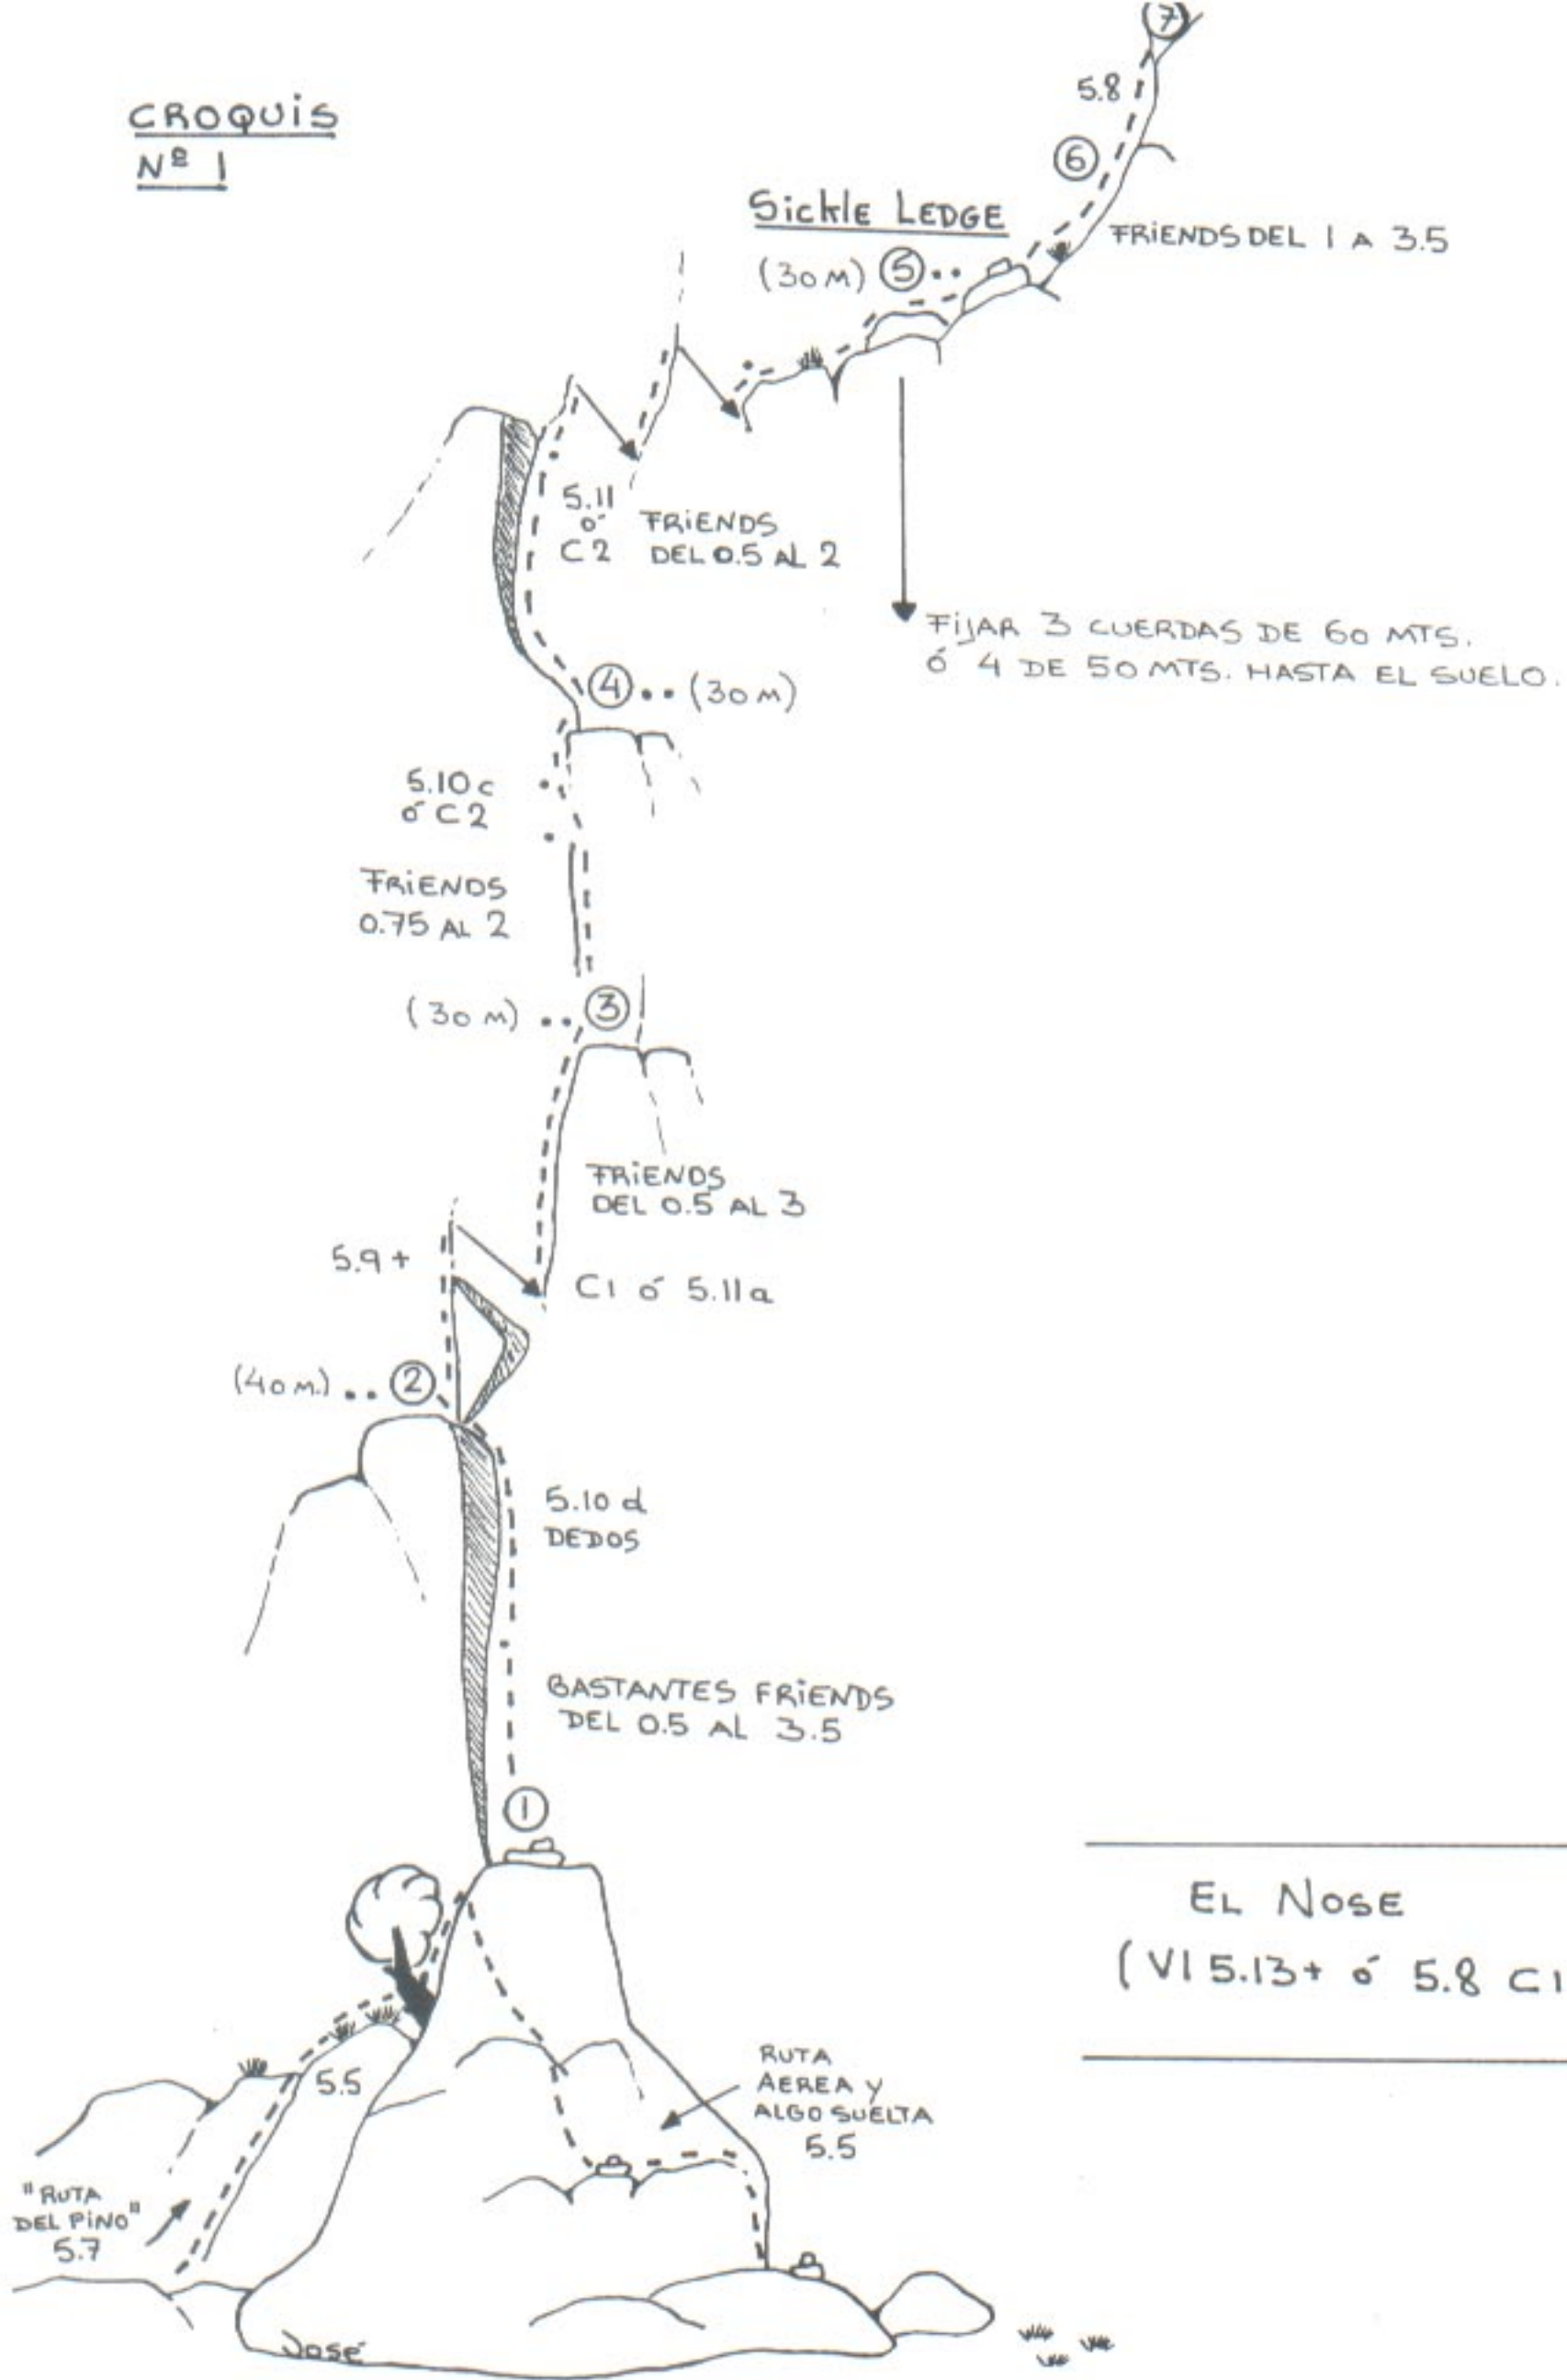 CROQUIS
Nº 1
7
5.8
6
Sickle LEDGE
FRIENDS DEL 1 A 3.5
(30 M) 5
5.11
ó
C2
FRIENDS
DEL 0.5 AL 2
FIJAR 3 CUERDAS DE 60 MTS.
ó 4 DE 50 MTS. HASTA EL SUELO.
4 (30 M)
5.10c
ó C2
FRIENDS
0.75 AL 2
(30 M) 3
FRIENDS
DEL 0.5 AL 3
5.9+
C1 ó 5.11a
(40 M.) 2
5.10 d
DEDOS
BASTANTES FRIENDS
DEL 0.5 AL 3.5
1
EL NOSE
(VI 5.13+ ó 5.8 C1
5.5
RUTA
AEREA Y
ALGO SUELTA
5.5
"RUTA
DEL PINO"
5.7
José